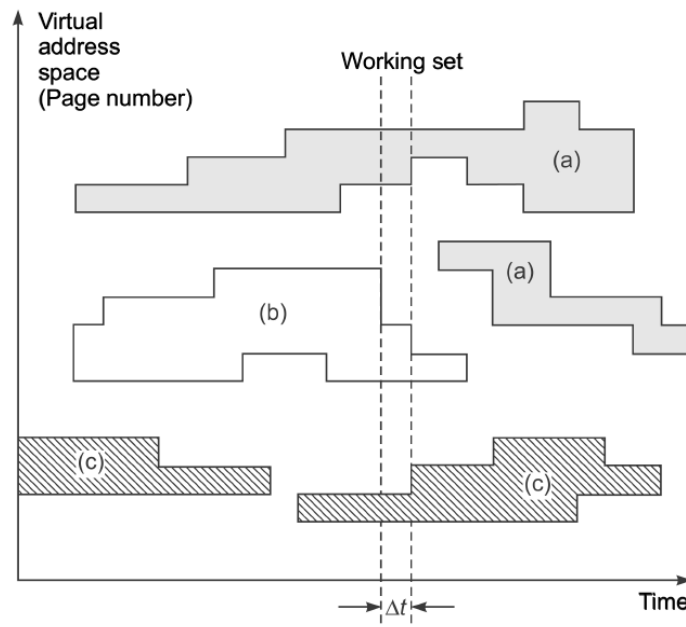 Virtual
address
space
(Page number)
Working set
(a)
(a)
(b)
(c)
(c)
Δt
Time